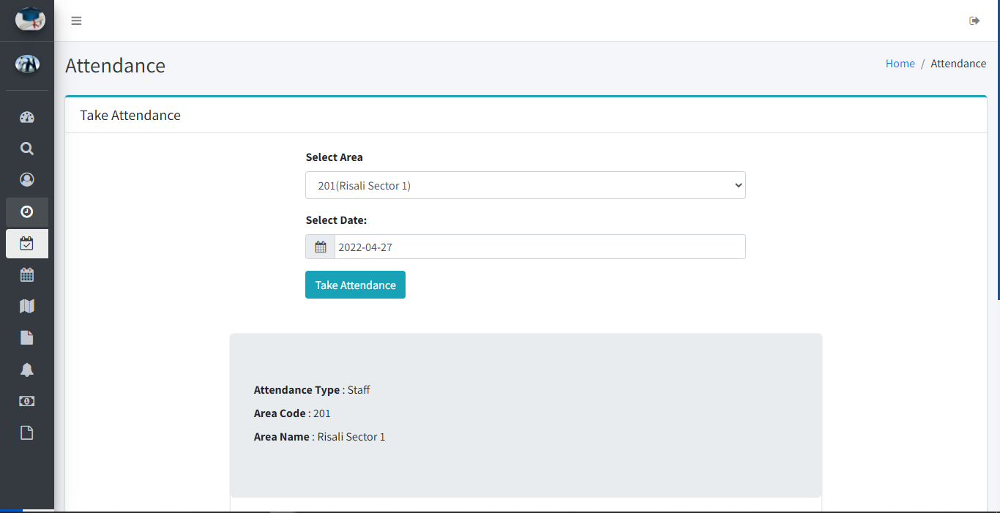 Attendance
Home / Attendance
Take Attendance
Select Area
201(Risali Sector 1)
Select Date:
2022-04-27
Take Attendance
Attendance Type : Staff
Area Code : 201
Area Name : Risali Sector 1